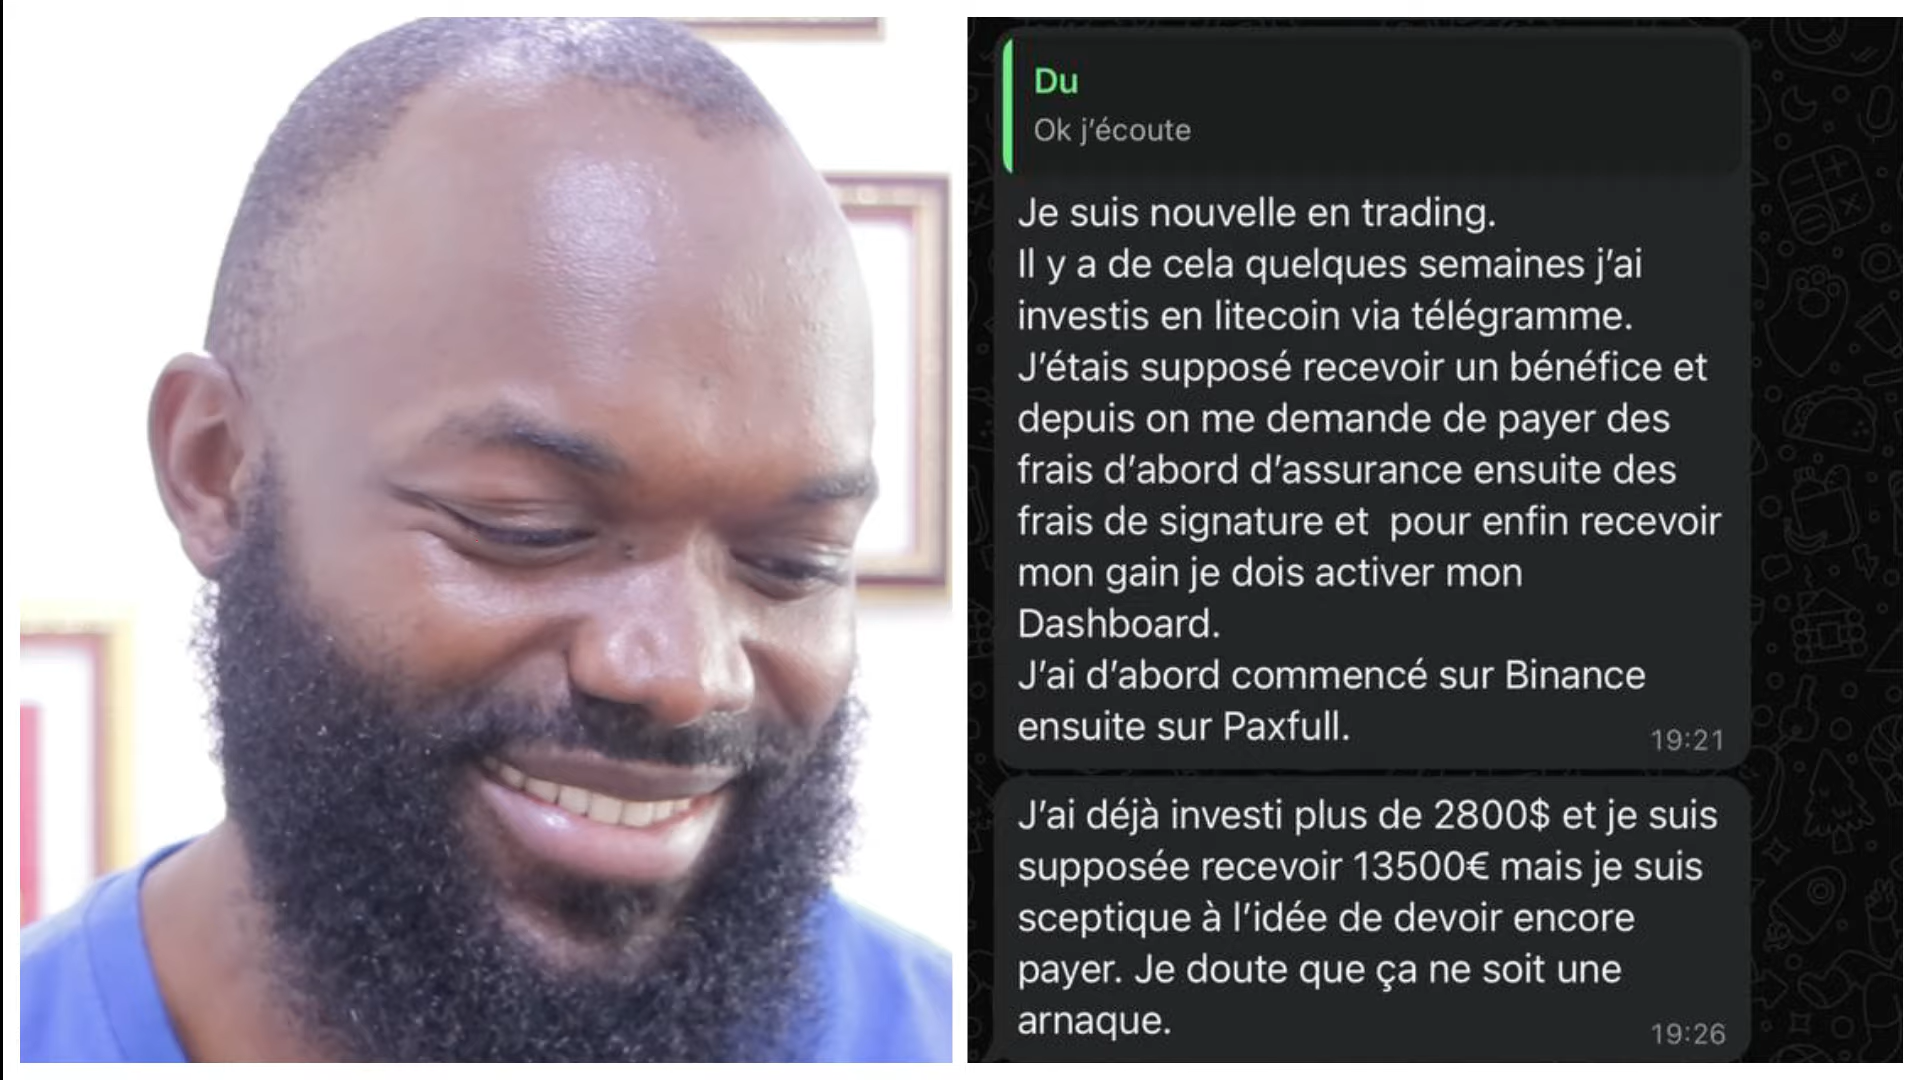 Du
Ok j’écoute
Je suis nouvelle en trading.
Il y a de cela quelques semaines j’ai
investis en litecoin via télégramme.
J’étais supposé recevoir un bénéfice et
depuis on me demande de payer des
frais d’abord d’assurance ensuite des
frais de signature et  pour enfin recevoir
mon gain je dois activer mon
Dashboard.
J’ai d’abord commencé sur Binance
ensuite sur Paxfull.
19:21
J’ai déjà investi plus de 2800$ et je suis
supposée recevoir 13500€ mais je suis
sceptique à l’idée de devoir encore
payer. Je doute que ça ne soit une
arnaque.
19:26